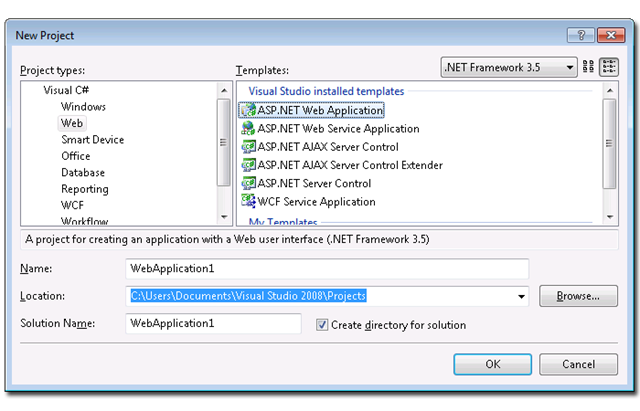 New Project
Project types:
Templates:
.NET Framework 3.5
Visual C#
Windows
Web
Smart Device
Office
Database
Reporting
WCF
Workflow
Visual Studio installed templates
ASP.NET Web Application
ASP.NET Web Service Application
ASP.NET AJAX Server Control
ASP.NET AJAX Server Control Extender
ASP.NET Server Control
WCF Service Application
My Templates
A project for creating an application with a Web user interface (.NET Framework 3.5)
Name:
WebApplication1
Location:
C:\Users\Documents\Visual Studio 2008\Projects
Browse...
Solution Name:
WebApplication1
Create directory for solution
OK
Cancel